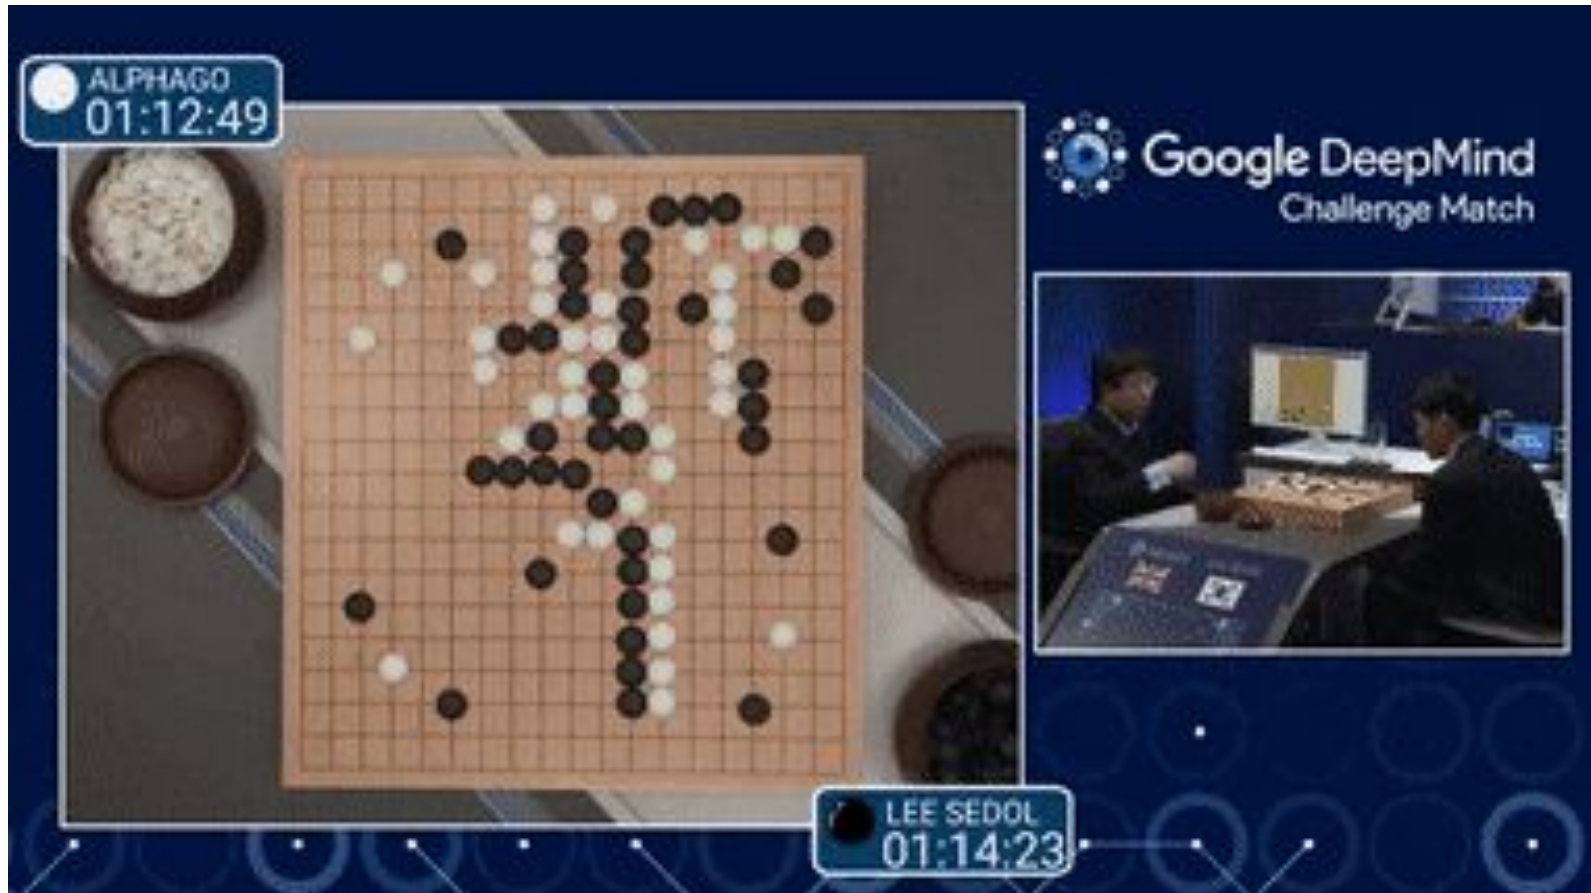 ALPHAGO
01:12:49
Google DeepMind
Challenge Match
LEE SEDOL
01:14:23